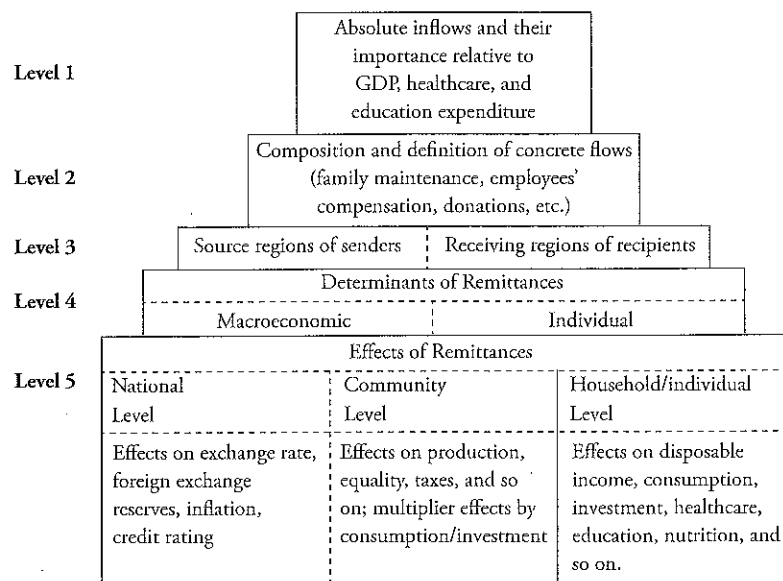 Level 1
Absolute inflows and their
importance relative to
GDP, healthcare, and
education expenditure
Level 2
Composition and definition of concrete flows
(family maintenance, employees'
compensation, donations, etc.)
Level 3
Source regions of senders
Receiving regions of recipients
Level 4
Determinants of Remittances
Macroeconomic
Individual
Level 5
Effects of Remittances
National
Level
Community
Level
Household/individual
Level
Effects on exchange rate,
foreign exchange
reserves, inflation,
credit rating
Effects on production,
equality, taxes, and so
on; multiplier effects by
consumption/investment
Effects on disposable
income, consumption,
investment, healthcare,
education, nutrition, and
so on.